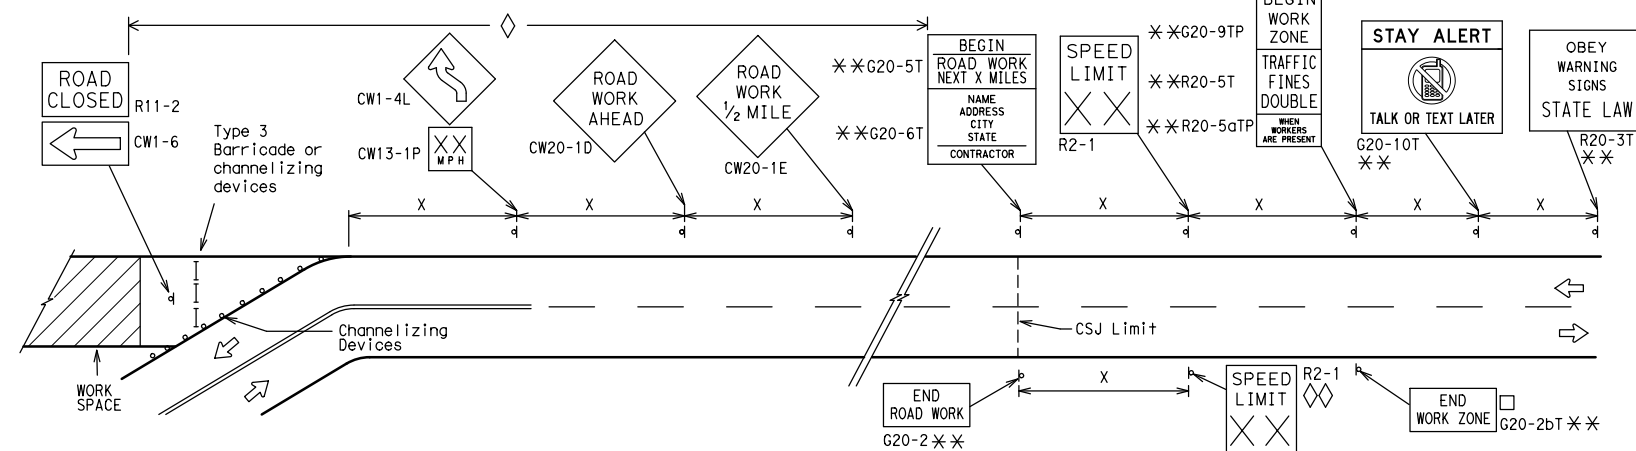 ROAD
CLOSED
R11-2
CW1-6
Type 3
Barricade or
channelizing
devices
CW1-4L
XX
MPH
CW13-1P
ROAD
WORK
AHEAD
CW20-1D
ROAD
WORK
1/2 MILE
CW20-1E
**G20-5T
**G20-6T
BEGIN
ROAD WORK
NEXT X MILES
NAME
ADDRESS
CITY
STATE
CONTRACTOR
SPEED
LIMIT
XX
R2-1
**G20-9TP
**R20-5T
**R20-5aTP
BEGIN
WORK
ZONE
TRAFFIC
FINES
DOUBLE
WHEN
WORKERS
ARE PRESENT
STAY ALERT
TALK OR TEXT LATER
G20-10T
**
OBEY
WARNING
SIGNS
STATE LAW
R20-3T
**
X
X
X
X
X
X
X
Channelizing
Devices
WORK
SPACE
CSJ Limit
END
ROAD WORK
G20-2 **
X
SPEED
LIMIT
XX
R2-1
END
WORK ZONE
G20-2bT **